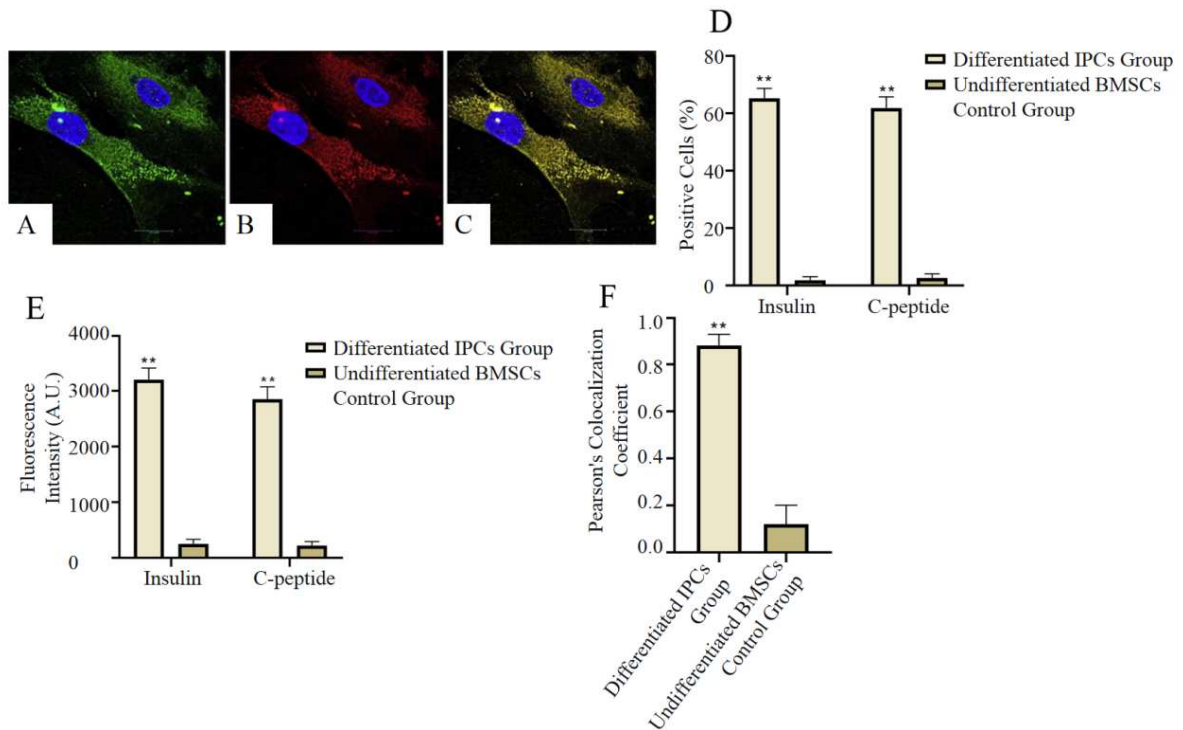 A
B
C
D
80
60
40
20
0
Positive Cells (%)
**
**
Insulin
C-peptide
Differentiated IPCs Group
Undifferentiated BMSCs
Control Group
E
4000
3000
2000
1000
0
Fluorescence
Intensity (A.U.)
**
**
Insulin
C-peptide
Differentiated IPCs Group
Undifferentiated BMSCs
Control Group
F
1.0
0.8
0.6
0.4
0.2
0.0
Pearson's Colocalization
Coefficient
**
Differentiated IPCs
Group
Undifferentiated BMSCs
Control Group